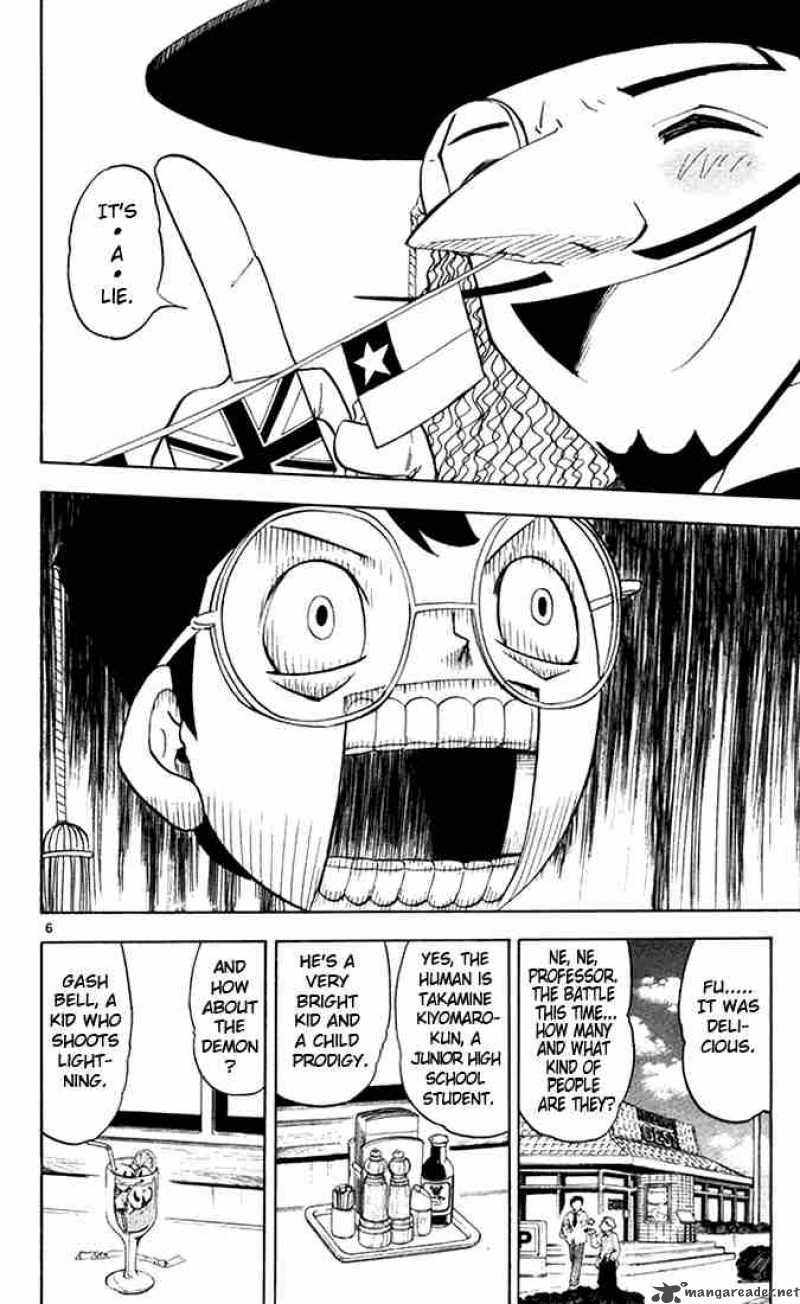 IT'S
•
A
•
LIE.
FU.....
IT WAS
DELI-
CIOUS.
NE, NE,
PROFESSOR.
THE BATTLE
THIS TIME...
HOW MANY
AND WHAT
KIND OF
PEOPLE
ARE THEY?
YES, THE
HUMAN IS
TAKAMINE
KIYOMARO-
KUN, A
JUNIOR HIGH
SCHOOL
STUDENT.
HE'S A
VERY
BRIGHT
KID AND
A CHILD
PRODIGY.
AND
HOW
ABOUT
THE
DEMON
?
GASH
BELL, A
KID WHO
SHOOTS
LIGHT-
NING.
P
6
mangareader.net